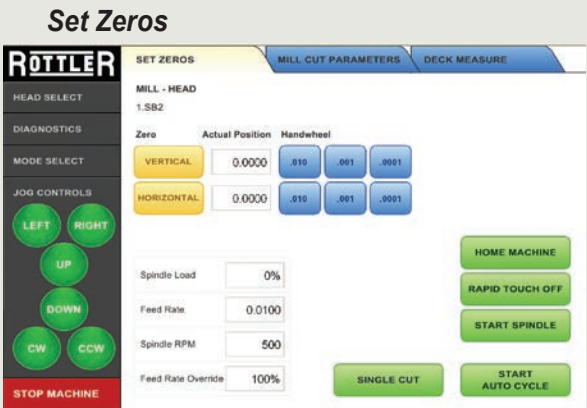 Set Zeros
ROTTLER
SET ZEROS MILL CUT PARAMETERS DECK MEASURE
HEAD SELECT
DIAGNOSTICS
MODE SELECT
JOG CONTROLS
LEFT RIGHT
UP
DOWN
CW CCW
STOP MACHINE
MILL - HEAD
1.SB2
Zero Actual Position Handwheel
VERTICAL 0.0000 .010 .001 .0001
HORIZONTAL 0.0000 .010 .001 .0001
Spindle Load 0%
Feed Rate 0.0100
Spindle RPM 500
Feed Rate Override 100%
HOME MACHINE
RAPID TOUCH OFF
START SPINDLE
SINGLE CUT
START
AUTO CYCLE